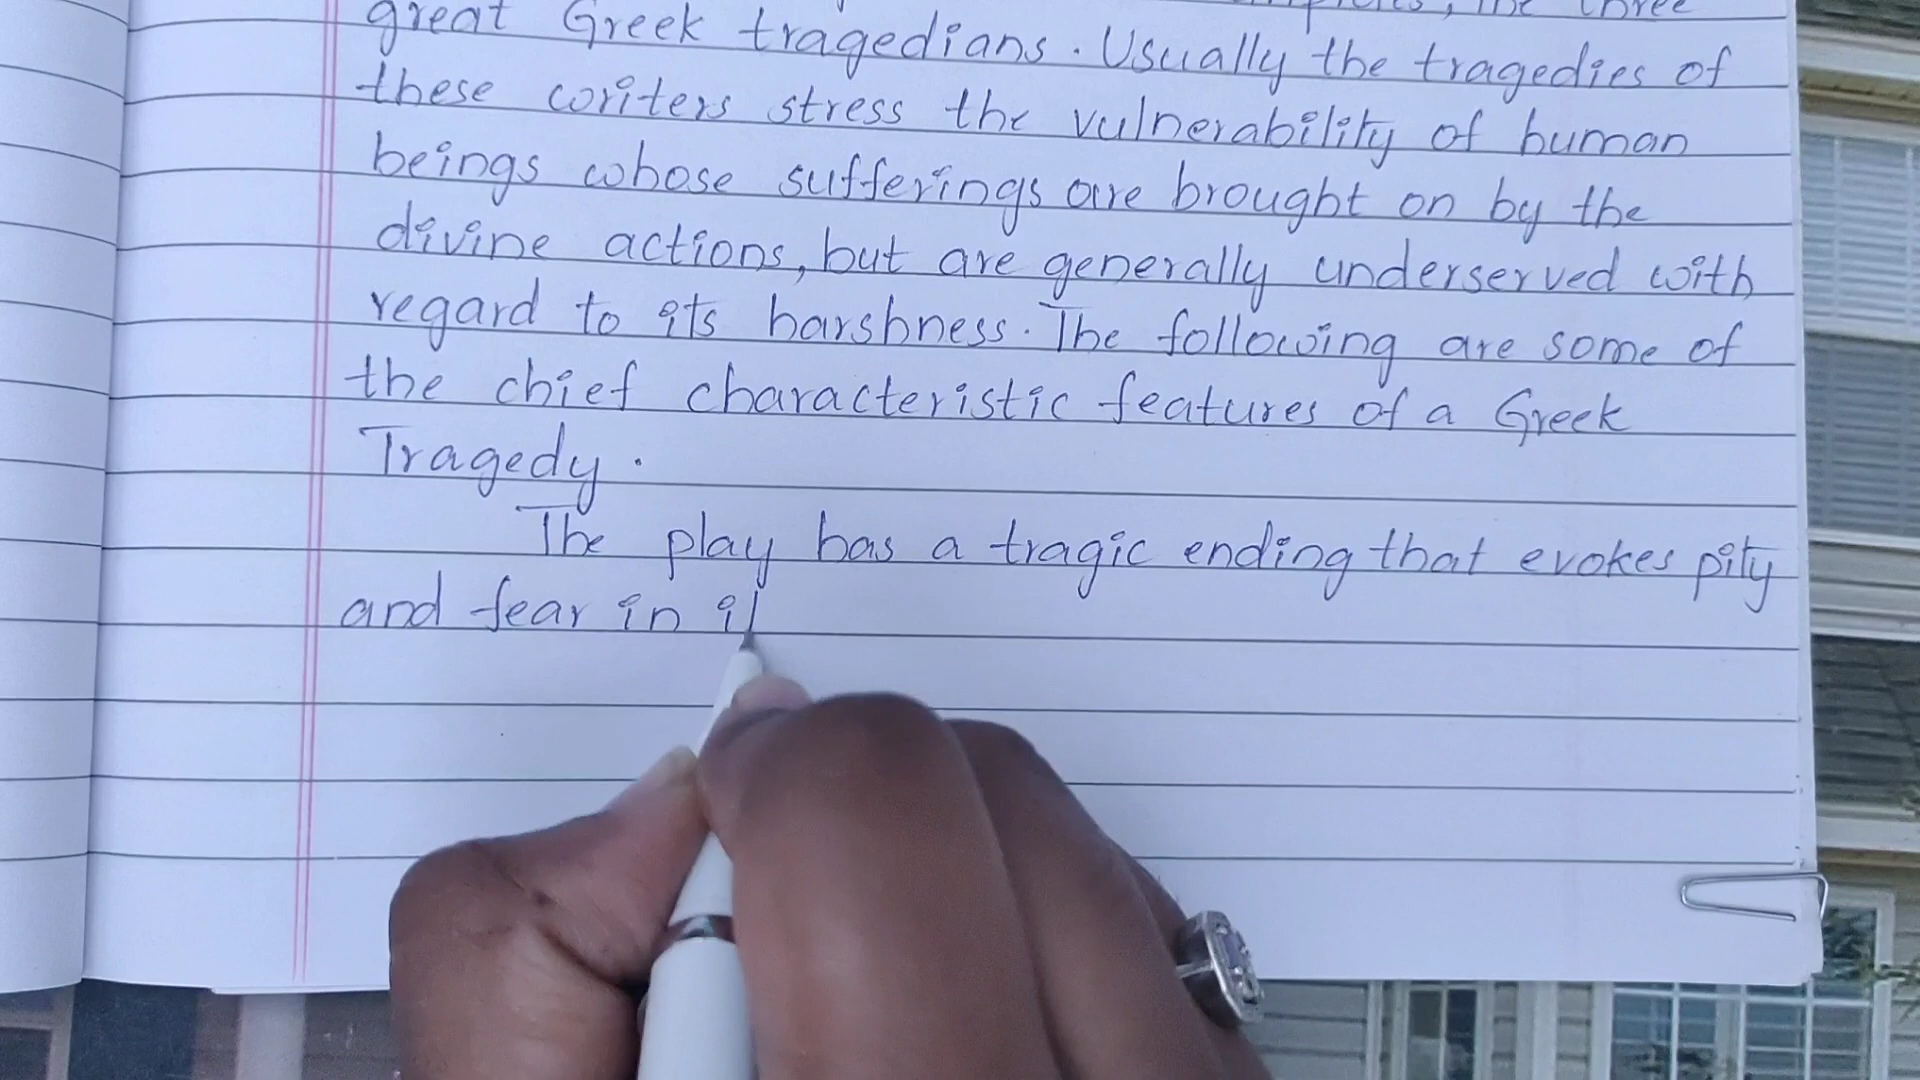 the three
great Greek tragedians. Usually the tragedies of
these writers stress the vulnerability of human
beings whose sufferings are brought on by the
divine actions, but are generally underserved with
regard to its harshness. The following are some of
the chief characteristic features of a Greek
Tragedy.
The play has a tragic ending that evokes pity
and fear in